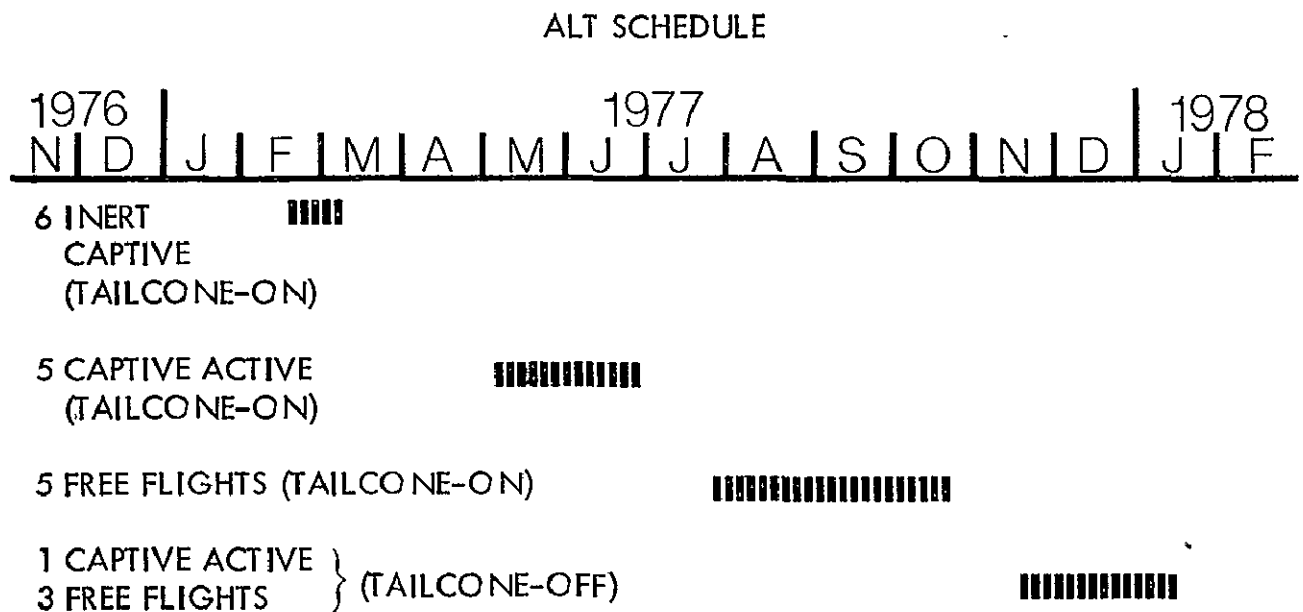 ALT SCHEDULE
1976 1977 1978
N D J F M A M J J A S O N D J F
6 INERT
CAPTIVE
(TAILCONE-ON)
5 CAPTIVE ACTIVE
(TAILCONE-ON)
5 FREE FLIGHTS (TAILCONE-ON)
1 CAPTIVE ACTIVE
3 FREE FLIGHTS
(TAILCONE-OFF)